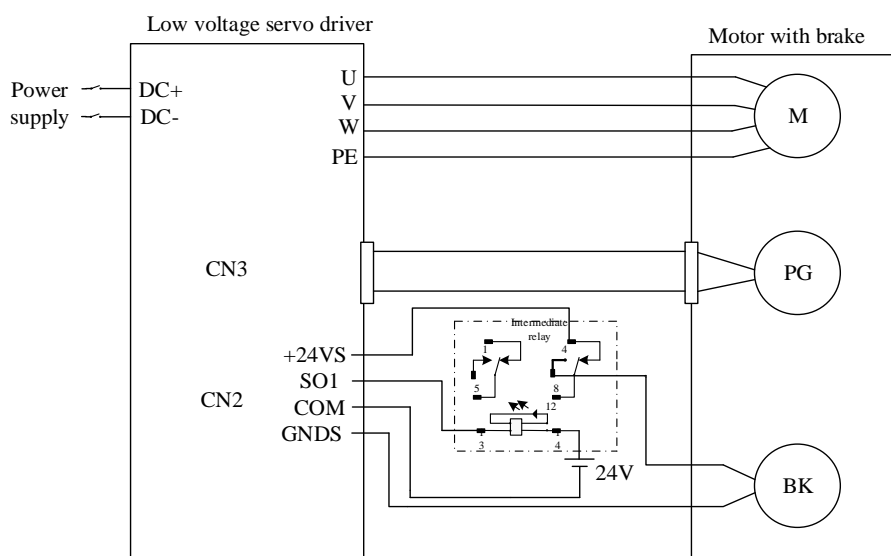 Low voltage servo driver
Motor with brake
Power
supply
DC+
DC-
U
V
W
PE
M
CN3
PG
Intermediate
relay
1
4
5
8
12
3
4
+24VS
SO1
COM
GNDS
CN2
24V
BK